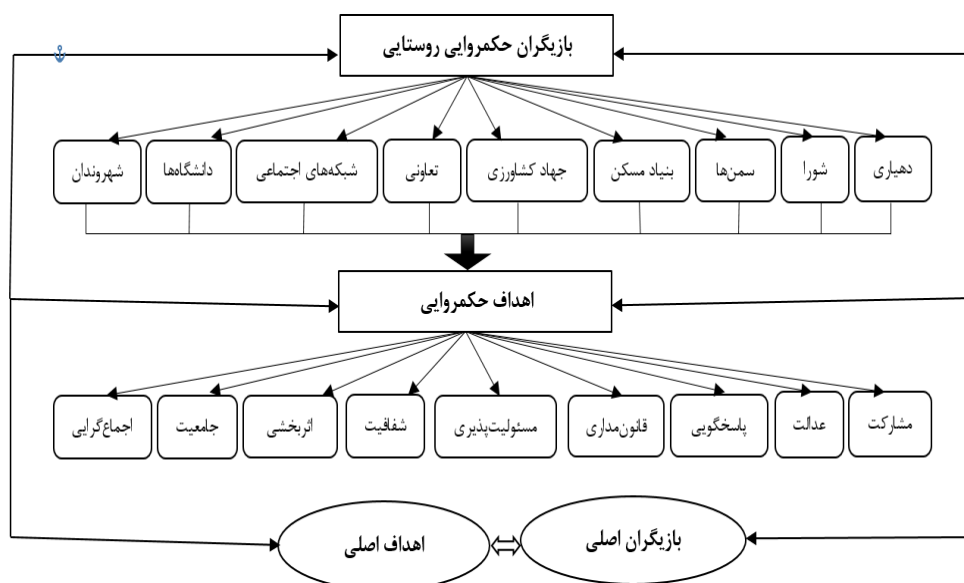 بازیگران حکمروایی روستایی
دهیاری
شورا
سمن‌ها
بنیاد مسکن
جهاد کشاورزی
تعاونی
شبکه‌های اجتماعی
دانشگاه‌ها
شهروندان
اهداف حکمروایی
مشارکت
عدالت
پاسخگویی
قانون‌مداری
مسئولیت‌پذیری
شفافیت
اثربخشی
جامعیت
اجماع‌گرایی
بازیگران اصلی
اهداف اصلی